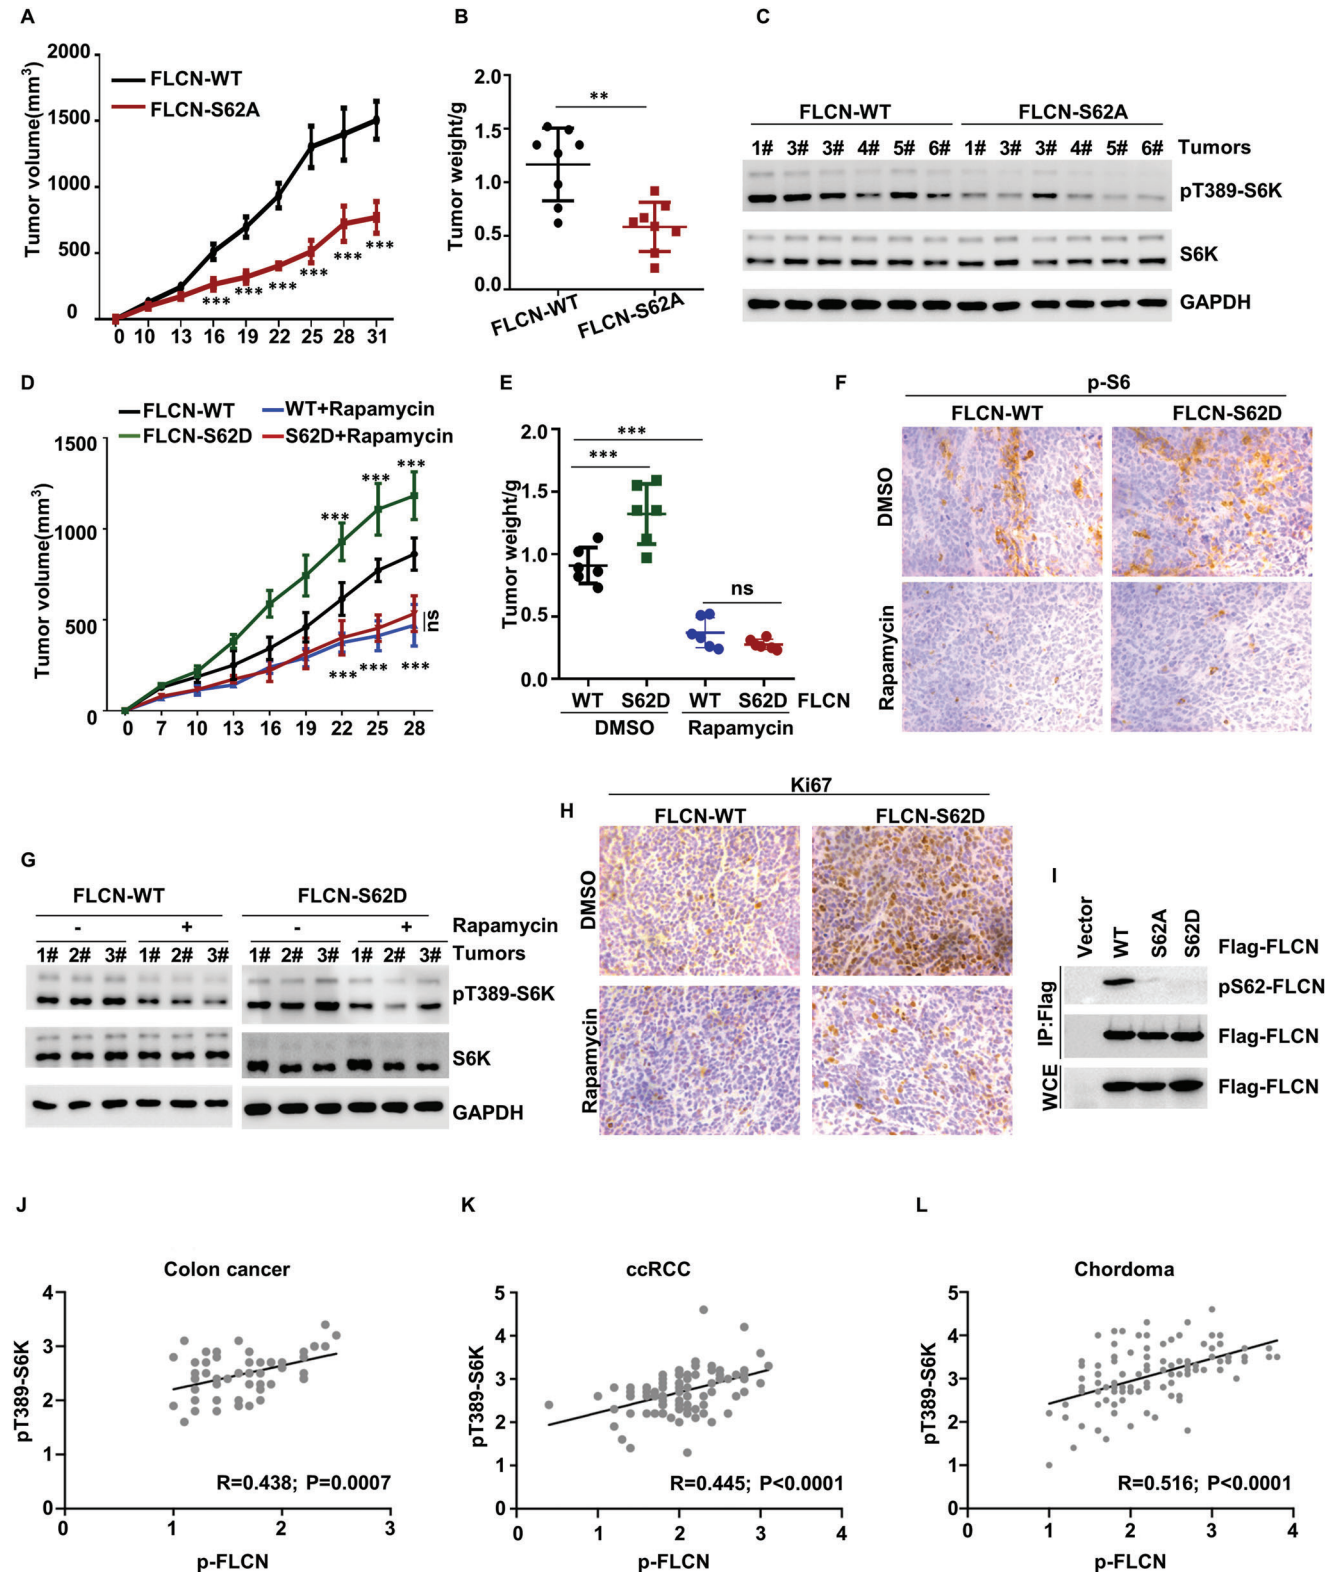 A
Tumor volume(mm3)
2000
1500
1000
500
0
FLCN-WT
FLCN-S62A
***
***
***
***
***
***
0 10 13 16 19 22 25 28 31
B
Tumor weight/g
2.0
1.5
1.0
0.5
0.0
**
FLCN-WT
FLCN-S62A
C
FLCN-WT FLCN-S62A
1# 3# 3# 4# 5# 6# 1# 3# 3# 4# 5# 6# Tumors
pT389-S6K
S6K
GAPDH
D
FLCN-WT WT+Rapamycin
FLCN-S62D S62D+Rapamycin
Tumor volume(mm3)
1500
1000
500
0
***
***
***
ns
***
***
***
0 7 10 13 16 19 22 25 28
E
Tumor weight/g
2.0
1.5
1.0
0.5
0.0
***
***
ns
WT S62D WT S62D FLCN
DMSO Rapamycin
F
p-S6
FLCN-WT FLCN-S62D
DMSO
Rapamycin
G
FLCN-WT FLCN-S62D
- + - + Rapamycin
1# 2# 3# 1# 2# 3# 1# 2# 3# 1# 2# 3# Tumors
pT389-S6K
S6K
GAPDH
H
Ki67
FLCN-WT FLCN-S62D
DMSO
Rapamycin
I
Vector WT S62A S62D Flag-FLCN
IP:Flag
pS62-FLCN
Flag-FLCN
WCE
Flag-FLCN
J
Colon cancer
pT389-S6K
4
3
2
1
0
R=0.438; P=0.0007
0 1 2 3
p-FLCN
K
ccRCC
pT389-S6K
5
4
3
2
1
0
R=0.445; P<0.0001
0 1 2 3 4
p-FLCN
L
Chordoma
pT389-S6K
5
4
3
2
1
0
R=0.516; P<0.0001
0 1 2 3 4
p-FLCN